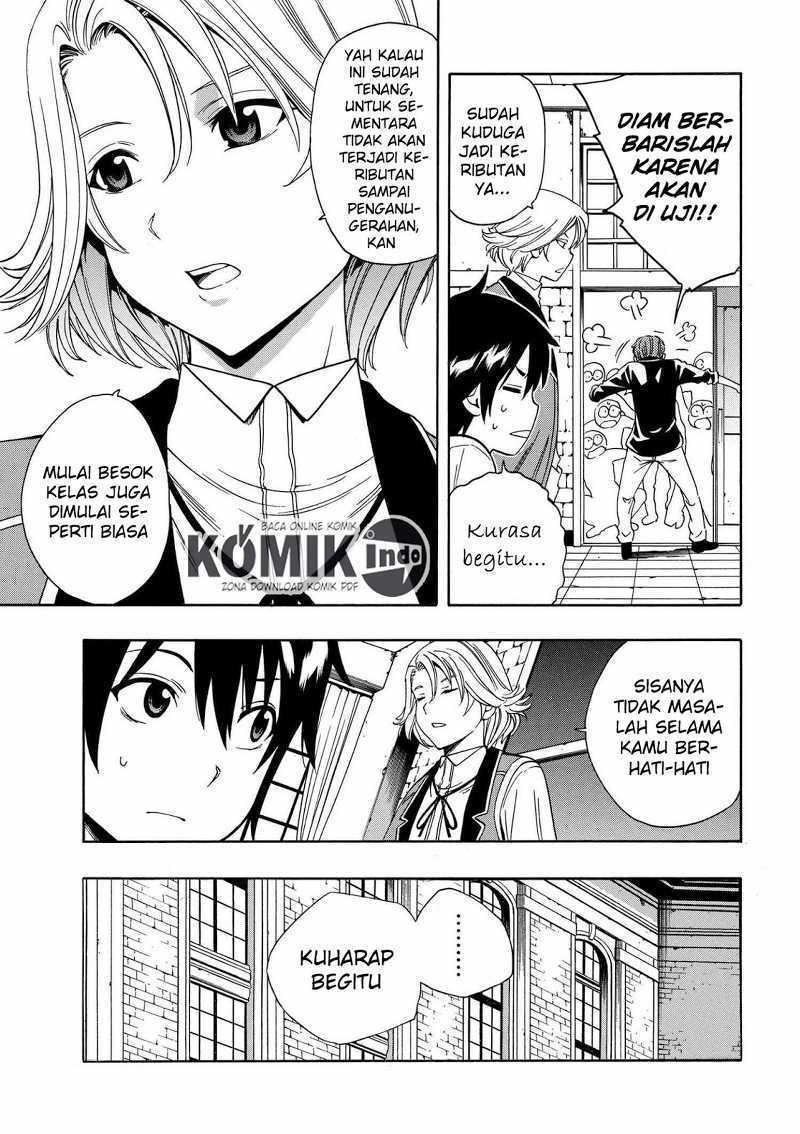 DIAM BER-
BARISLAH
KARENA
AKAN
DI UJI!!
SUDAH
KUDUGA
JADI KE-
RIBUTAN
YA...
Kurasa
begitu...
YAH KALAU
INI SUDAH
TENANG,
UNTUK SE-
MENTARA
TIDAK AKAN
TERJADI KE-
RIBUTAN
SAMPAI
PENGANU-
GERAHAN,
KAN
MULAI BESOK
KELAS JUGA
DIMULAI SE-
PERTI BIASA
BACA ONLINE KOMIK
KOMIK indo
ZONA DOWNLOAD KOMIK PDF
SISANYA
TIDAK MASA-
LAH SELAMA
KAMU BER-
HATI-HATI
........
KUHARAP
BEGITU